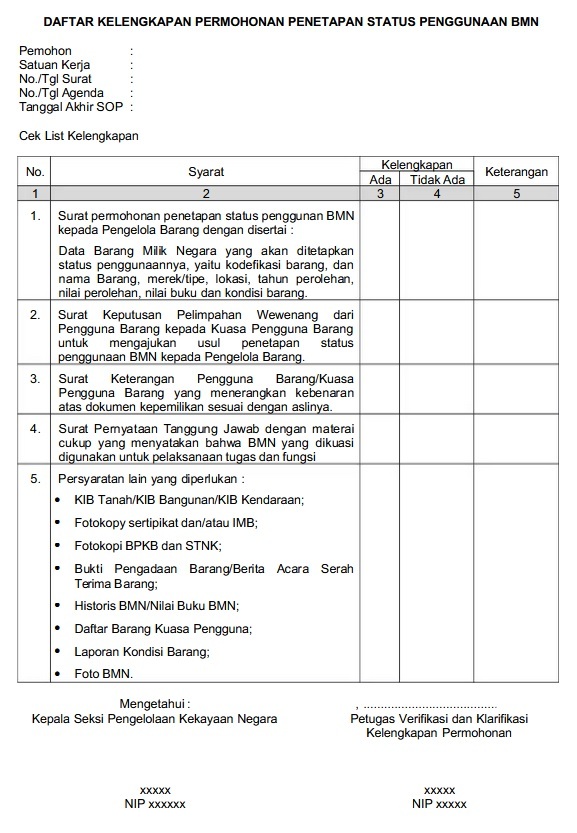 DAFTAR KELENGKAPAN PERMOHONAN PENETAPAN STATUS PENGGUNAAN BMN
Pemohon :
Satuan Kerja :
No./Tgl Surat :
No./Tgl Agenda :
Tanggal Akhir SOP :
Cek List Kelengkapan
No. Syarat Kelengkapan Keterangan
Ada Tidak Ada
1 2 3 4 5
1. Surat permohonan penetapan status penggunan BMN
kepada Pengelola Barang dengan disertai :
Data Barang Milik Negara yang akan ditetapkan
status penggunaannya, yaitu kodefikasi barang, dan
nama Barang, merek/tipe, lokasi, tahun perolehan,
nilai perolehan, nilai buku dan kondisi barang.
2. Surat Keputusan Pelimpahan Wewenang dari
Pengguna Barang kepada Kuasa Pengguna Barang
untuk mengajukan usul penetapan status
penggunaan BMN kepada Pengelola Barang.
3. Surat Keterangan Pengguna Barang/Kuasa
Pengguna Barang yang menerangkan kebenaran
atas dokumen kepemilikan sesuai dengan aslinya.
4. Surat Pernyataan Tanggung Jawab dengan materai
cukup yang menyatakan bahwa BMN yang dikuasi
digunakan untuk pelaksanaan tugas dan fungsi
5. Persyaratan lain yang diperlukan :
• KIB Tanah/KIB Bangunan/KIB Kendaraan;
• Fotokopy sertipikat dan/atau IMB;
• Fotokopi BPKB dan STNK;
• Bukti Pengadaan Barang/Berita Acara Serah
Terima Barang;
• Historis BMN/Nilai Buku BMN;
• Daftar Barang Kuasa Pengguna;
• Laporan Kondisi Barang;
• Foto BMN.
Mengetahui :
Kepala Seksi Pengelolaan Kekayaan Negara
xxxxx
NIP xxxxxx
, ........................................
Petugas Verifikasi dan Klarifikasi
Kelengkapan Permohonan
xxxxx
NIP xxxxx